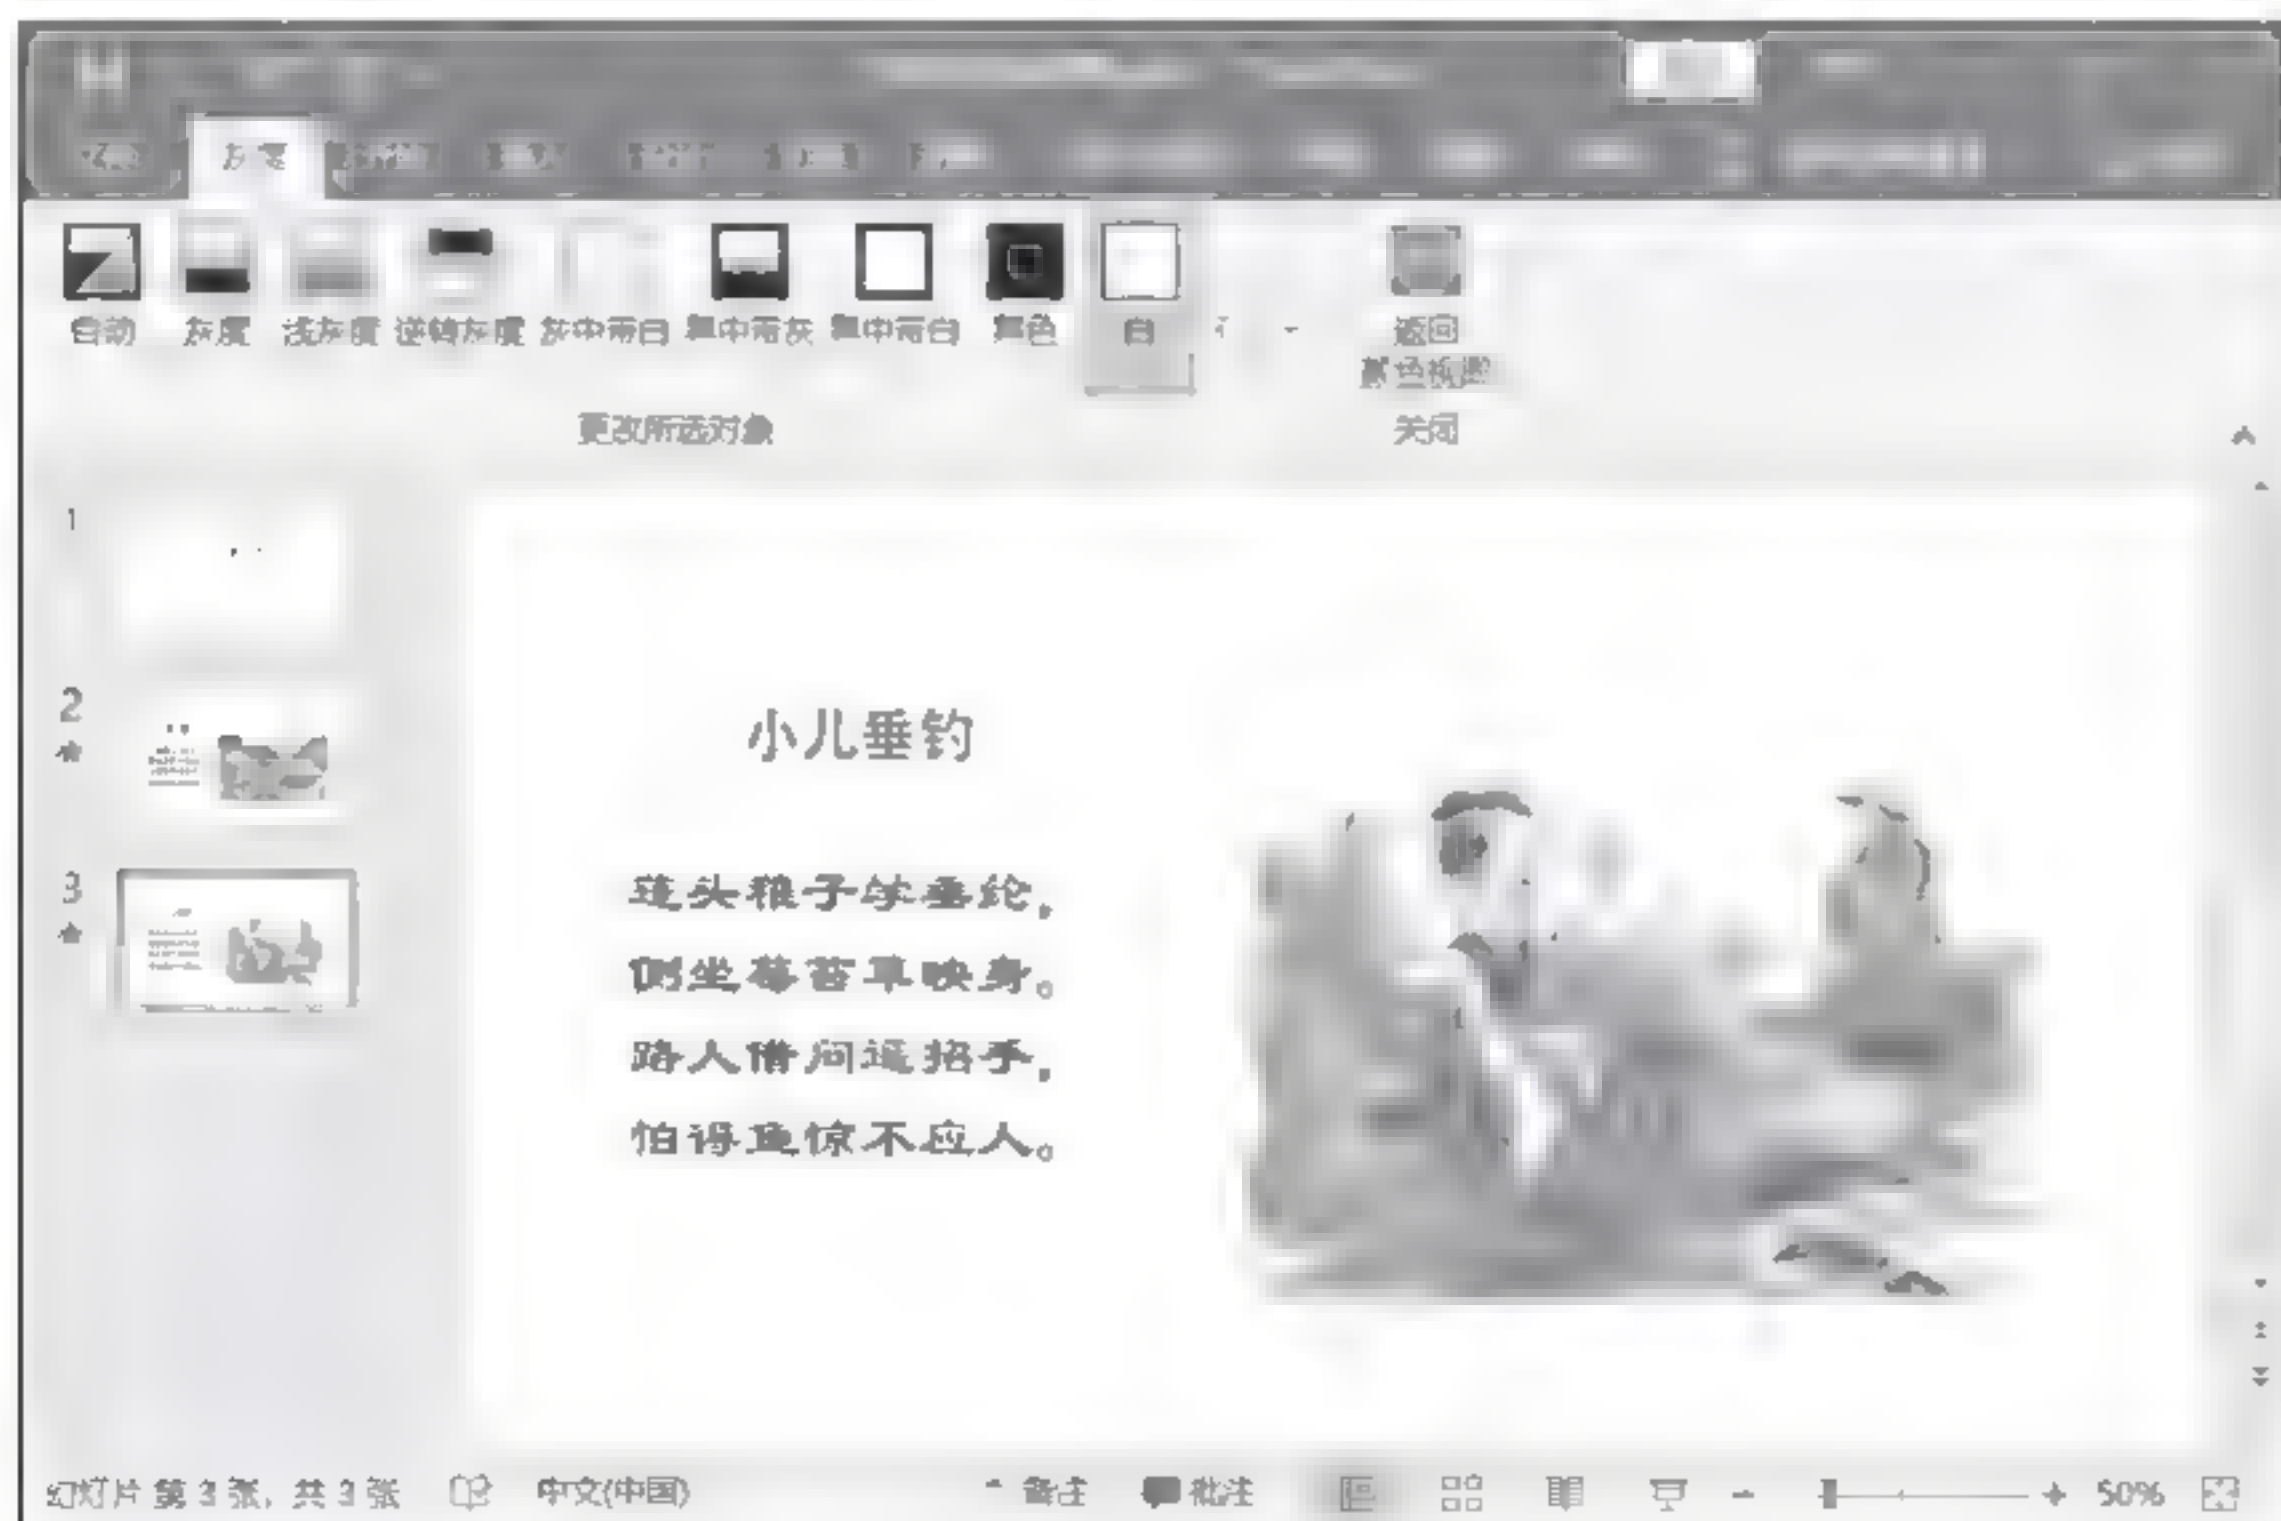 灰度
自动 灰度 浅灰度 逆转灰度 灰中带白 黑中带灰 黑中带白 黑色 白
返回
颜色视图
更改所选对象 关闭
1
2
3
小儿垂钓
蓬头稚子学垂纶，
侧坐莓苔草映身。
路人借问遥招手，
怕得鱼惊不应人。
幻灯片 第 3 张，共 3 张 中文(中国) 备注 批注 50%